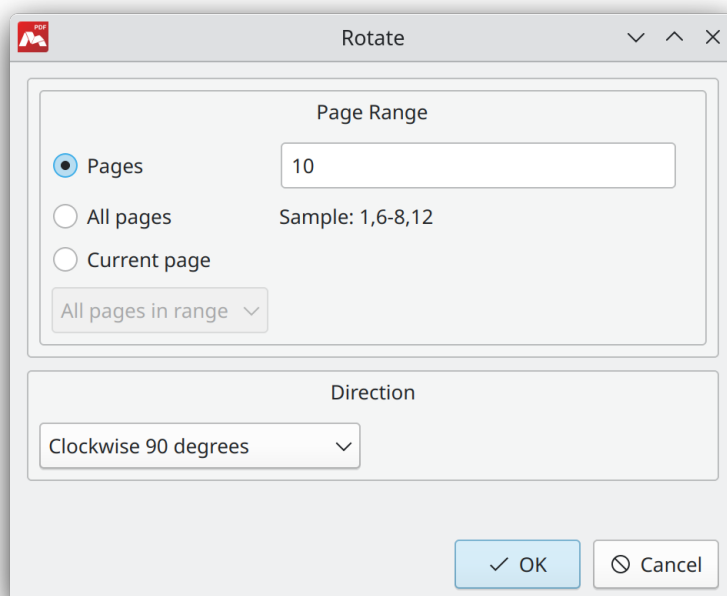 PDF
Rotate
Page Range
Pages
10
All pages
Sample: 1,6-8,12
Current page
All pages in range
Direction
Clockwise 90 degrees
OK
Cancel